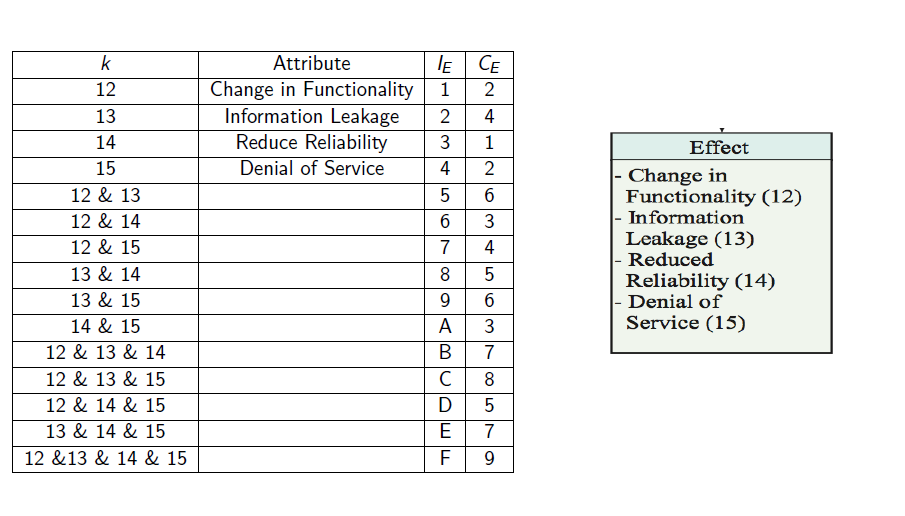 k Attribute I_E C_E
12 Change in Functionality 1 2
13 Information Leakage 2 4
14 Reduce Reliability 3 1
15 Denial of Service 4 2
12 & 13 5 6
12 & 14 6 3
12 & 15 7 4
13 & 14 8 5
13 & 15 9 6
14 & 15 A 3
12 & 13 & 14 B 7
12 & 13 & 15 C 8
12 & 14 & 15 D 5
13 & 14 & 15 E 7
12 &13 & 14 & 15 F 9
Effect
- Change in
Functionality (12)
- Information
Leakage (13)
- Reduced
Reliability (14)
- Denial of
Service (15)